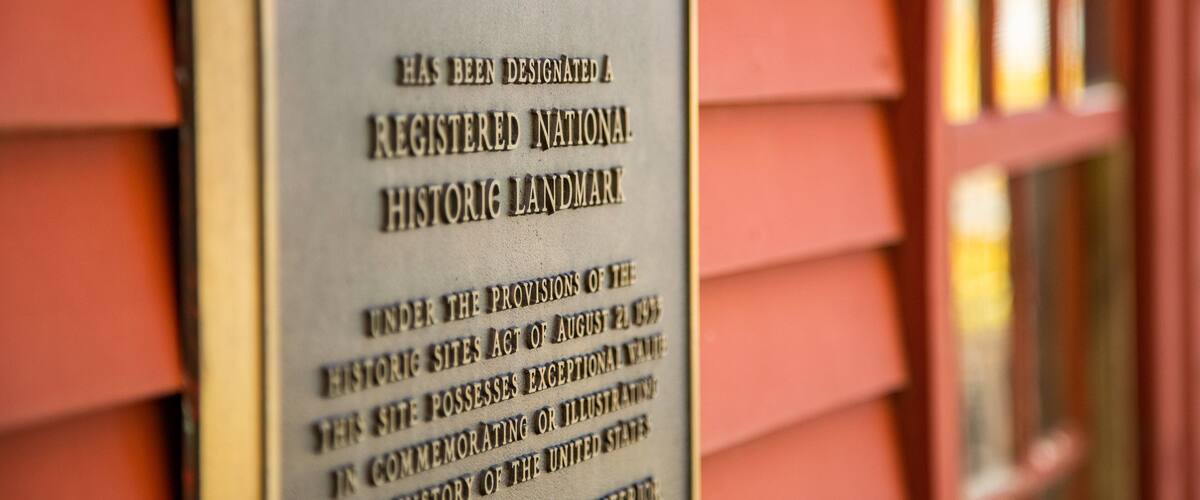 HAS BEEN DESIGNATED A
REGISTERED NATIONAL
HISTORIC LANDMARK
UNDER THE PROVISIONS OF THE
HISTORIC SITES ACT OF AUGUST 21, 1935
THIS SITE POSSESSES EXCEPTIONAL VALUE
IN COMMEMORATING OR ILLUSTRATING
HISTORY OF THE UNITED STATES